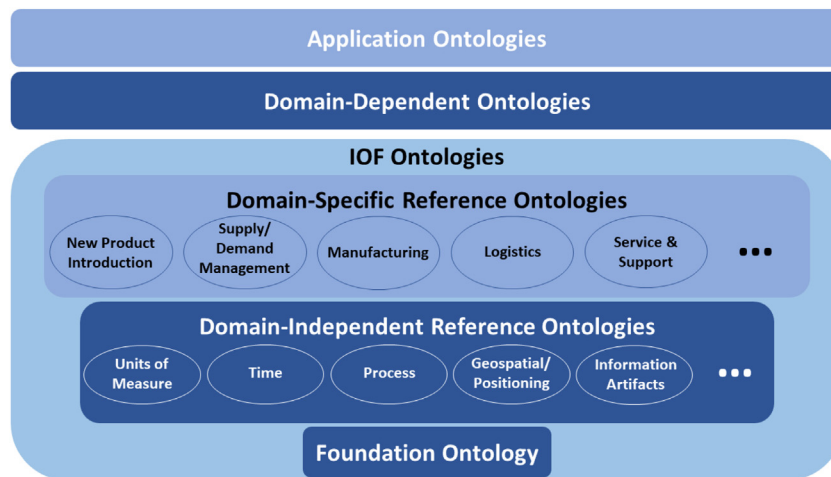 Application Ontologies
Domain-Dependent Ontologies
IOF Ontologies
Domain-Specific Reference Ontologies
New Product
Introduction
Supply/
Demand
Management
Manufacturing
Logistics
Service &
Support
...
Domain-Independent Reference Ontologies
Units of
Measure
Time
Process
Geospatial/
Positioning
Information
Artifacts
...
Foundation Ontology